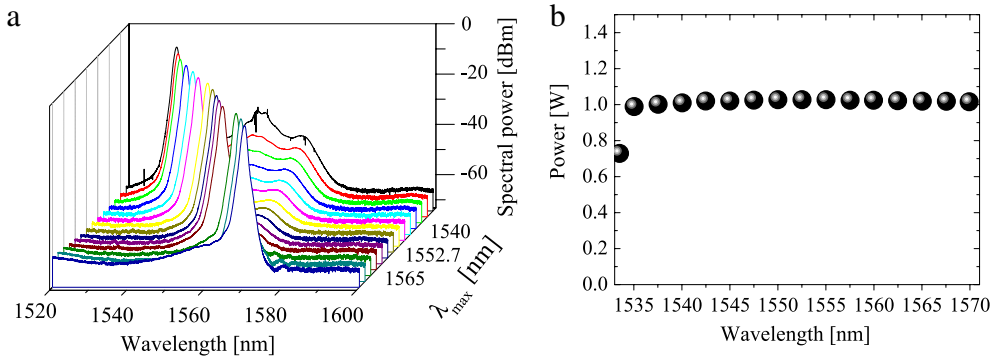 a
0
-20
-40
-60
Spectral power [dBm]
1540
1552.7
1565
λmax [nm]
1520
1540
1560
1580
1600
Wavelength [nm]
b
1.4
1.2
1.0
0.8
0.6
0.4
0.2
0.0
Power [W]
1535 1540 1545 1550 1555 1560 1565 1570
Wavelength [nm]